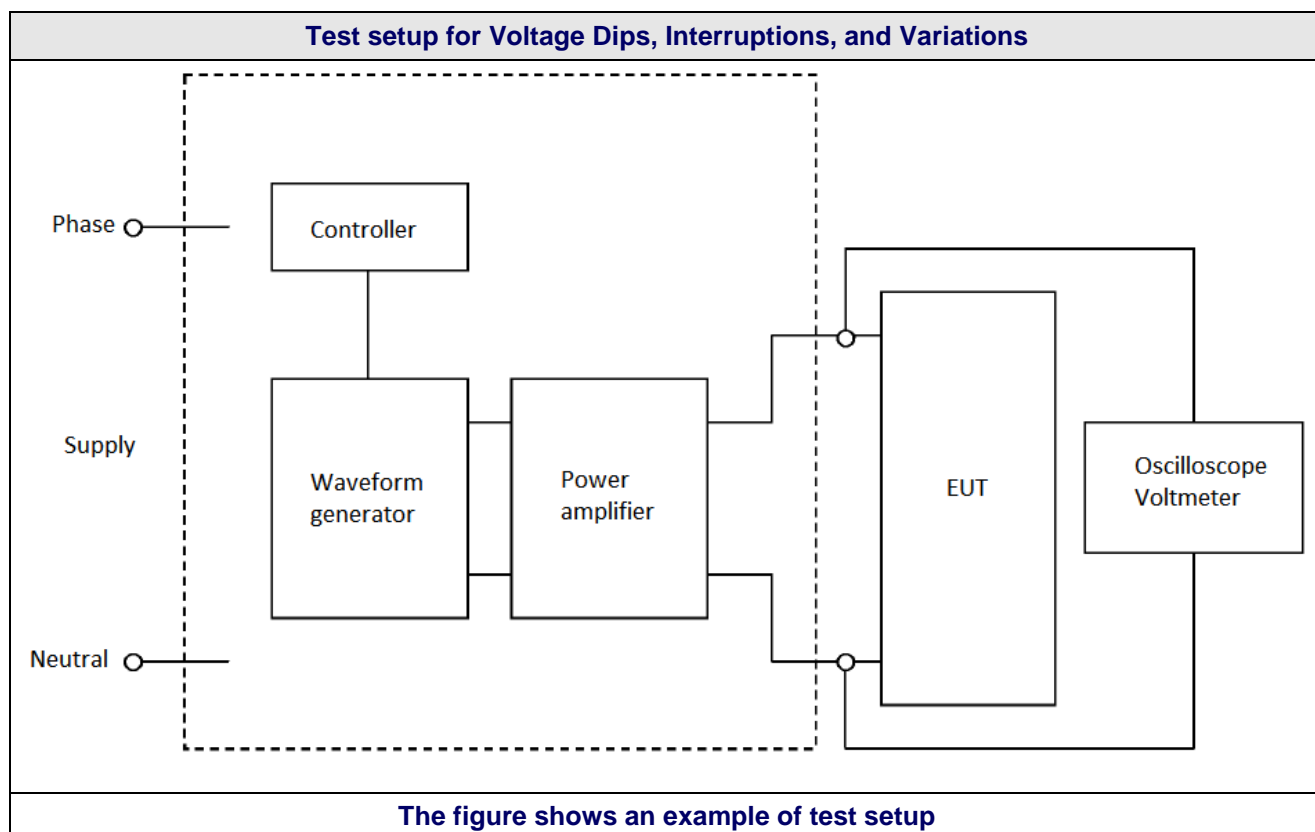 Test setup for Voltage Dips, Interruptions, and Variations
Phase
Controller
Supply
Waveform
generator
Power
amplifier
EUT
Oscilloscope
Voltmeter
Neutral
The figure shows an example of test setup